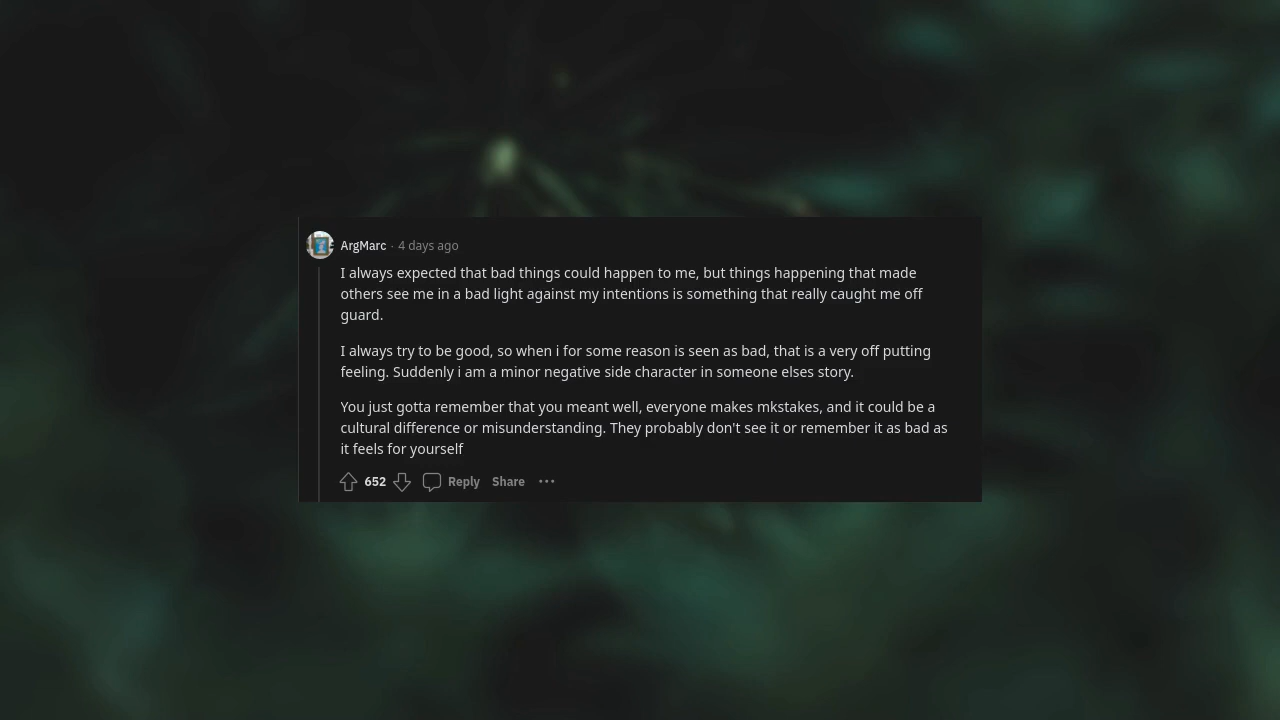 ArgMarc · 4 days ago
I always expected that bad things could happen to me, but things happening that made
others see me in a bad light against my intentions is something that really caught me off
guard.
I always try to be good, so when i for some reason is seen as bad, that is a very off putting
feeling. Suddenly i am a minor negative side character in someone elses story.
You just gotta remember that you meant well, everyone makes mkstakes, and it could be a
cultural difference or misunderstanding. They probably don't see it or remember it as bad as
it feels for yourself
652 Reply Share ···